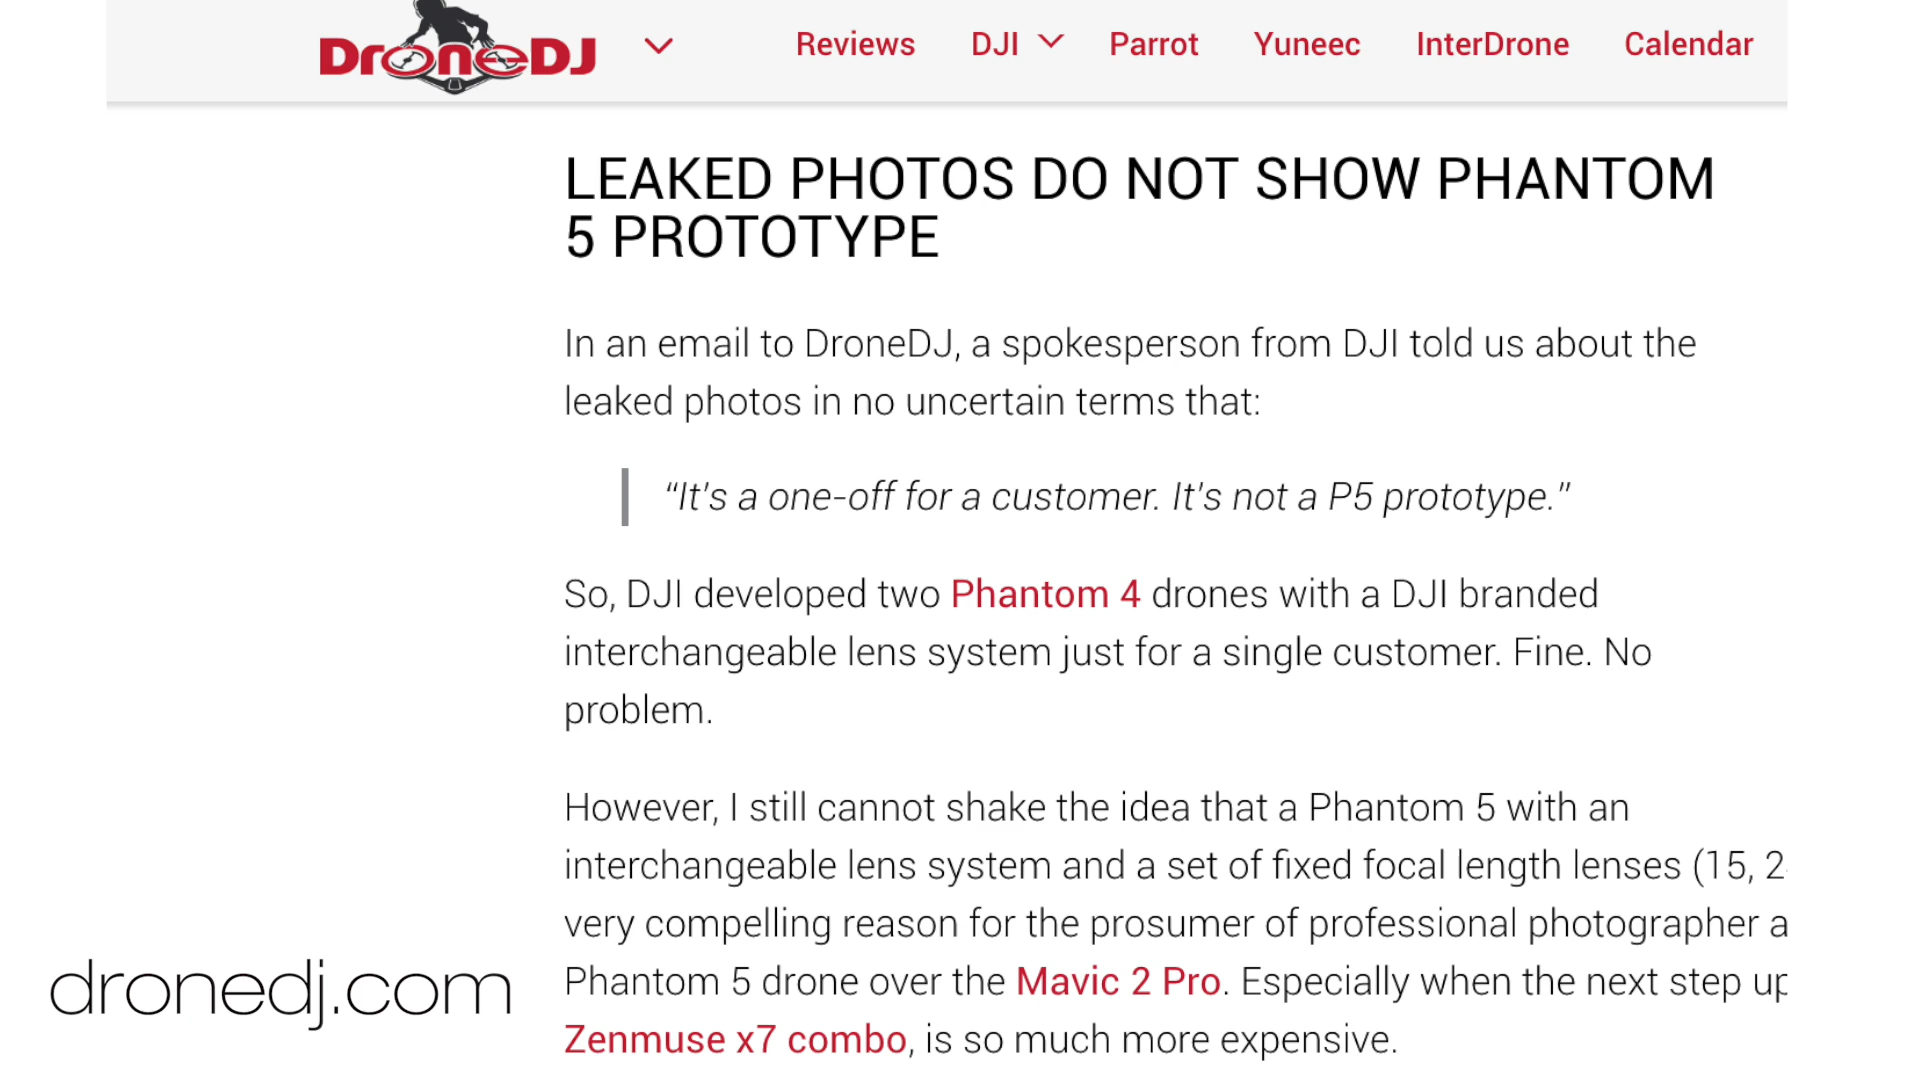 DroneDJ Reviews DJI Parrot Yuneec InterDrone Calendar
LEAKED PHOTOS DO NOT SHOW PHANTOM
5 PROTOTYPE
In an email to DroneDJ, a spokesperson from DJI told us about the
leaked photos in no uncertain terms that:
"It's a one-off for a customer. It's not a P5 prototype."
So, DJI developed two Phantom 4 drones with a DJI branded
interchangeable lens system just for a single customer. Fine. No
problem.
However, I still cannot shake the idea that a Phantom 5 with an
interchangeable lens system and a set of fixed focal length lenses (15, 2
very compelling reason for the prosumer of professional photographer a
Phantom 5 drone over the Mavic 2 Pro. Especially when the next step up
Zenmuse x7 combo, is so much more expensive.
dronedj.com